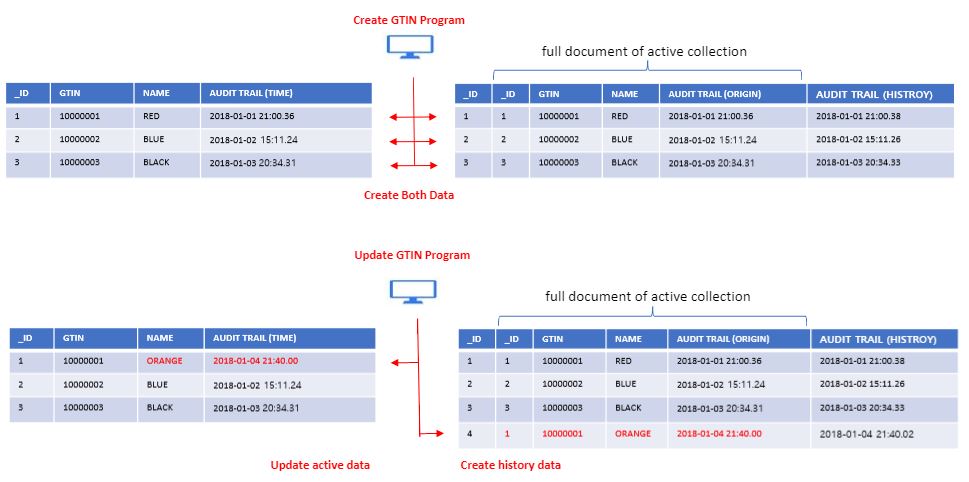 Create GTIN Program
full document of active collection
_ID GTIN NAME AUDIT TRAIL (TIME)
1 10000001 RED 2018-01-01 21:00.36
2 10000002 BLUE 2018-01-02 15:11.24
3 10000003 BLACK 2018-01-03 20:34.31
_ID _ID GTIN NAME AUDIT TRAIL (ORIGIN) AUDIT TRAIL (HISTROY)
1 1 10000001 RED 2018-01-01 21:00.36 2018-01-01 21:00.38
2 2 10000002 BLUE 2018-01-02 15:11.24 2018-01-02 15:11.26
3 3 10000003 BLACK 2018-01-03 20:34.31 2018-01-03 20:34.33
Create Both Data
Update GTIN Program
full document of active collection
_ID GTIN NAME AUDIT TRAIL (TIME)
1 10000001 ORANGE 2018-01-04 21:40.00
2 10000002 BLUE 2018-01-02 15:11.24
3 10000003 BLACK 2018-01-03 20:34.31
_ID _ID GTIN NAME AUDIT TRAIL (ORIGIN) AUDIT TRAIL (HISTROY)
1 1 10000001 RED 2018-01-01 21:00.36 2018-01-01 21:00.38
2 2 10000002 BLUE 2018-01-02 15:11.24 2018-01-02 15:11.26
3 3 10000003 BLACK 2018-01-03 20:34.31 2018-01-03 20:34.33
4 1 10000001 ORANGE 2018-01-04 21:40.00 2018-01-04 21:40.02
Update active data
Create history data